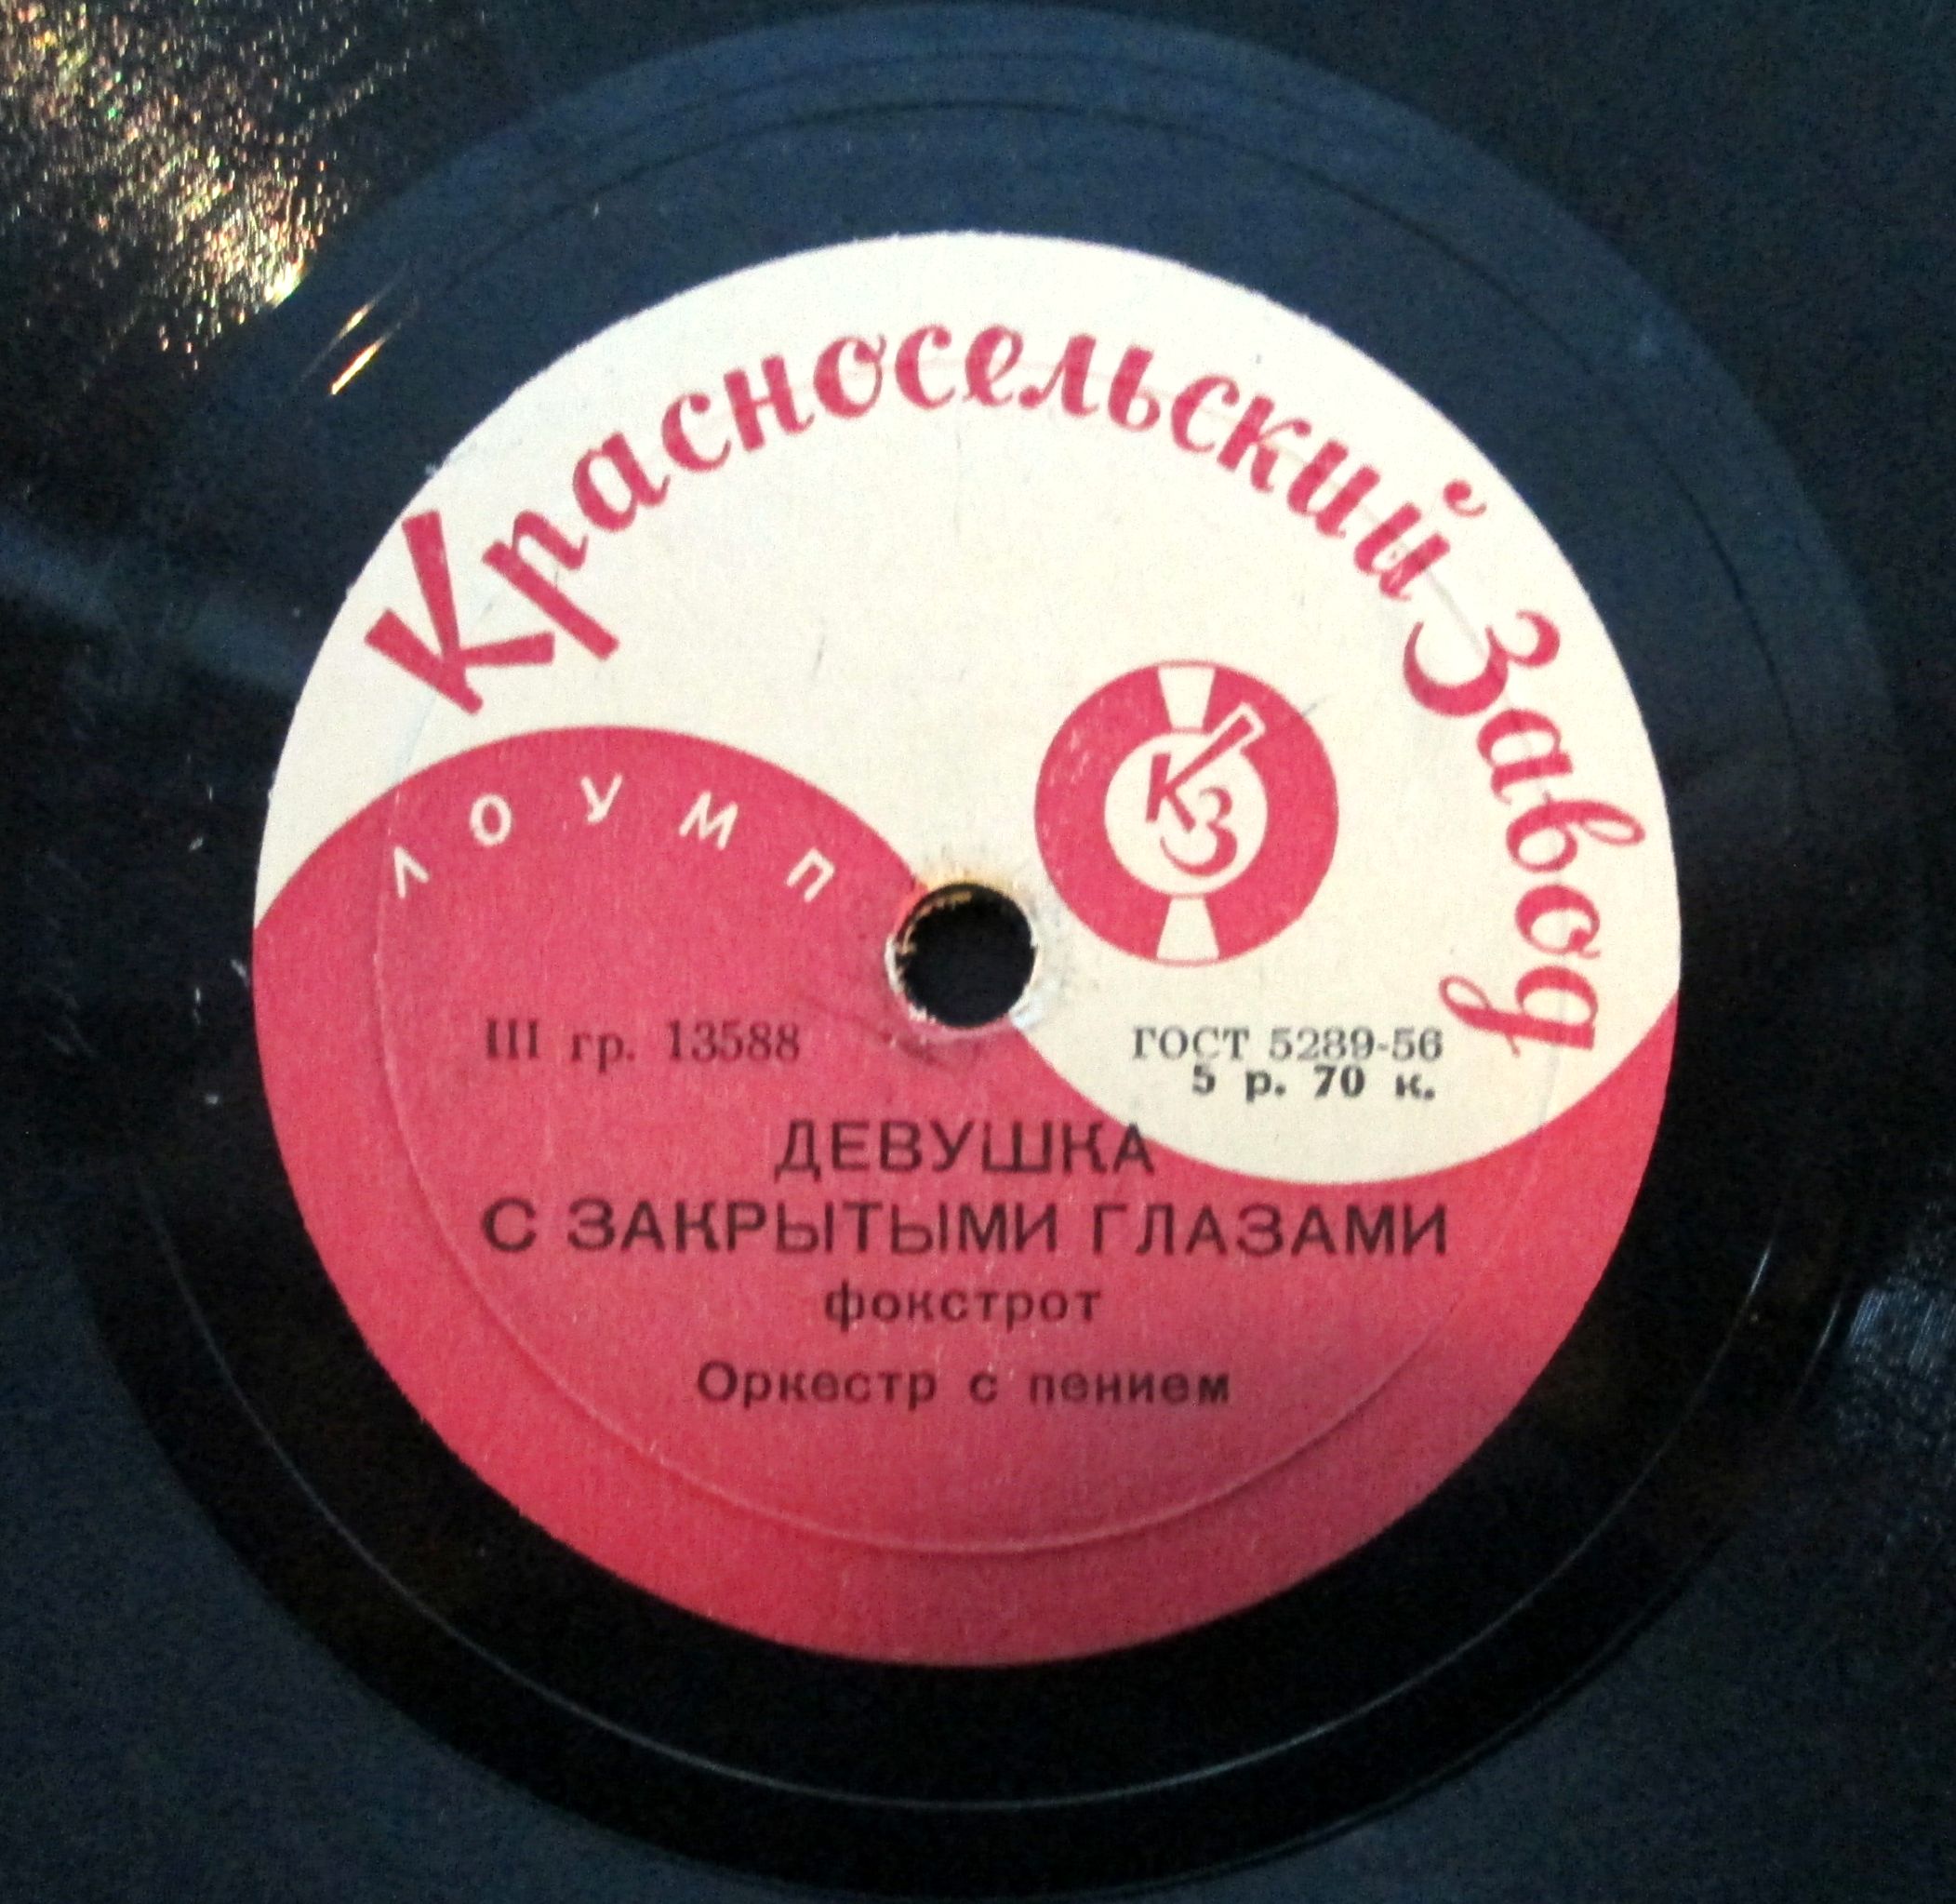 Красносельский Завод
ЛОУМП
КЗ
III гр. 13588
ГОСТ 5289-56
5 р. 70 к.
ДЕВУШКА
С ЗАКРЫТЫМИ ГЛАЗАМИ
фокстрот
Оркестр с пением